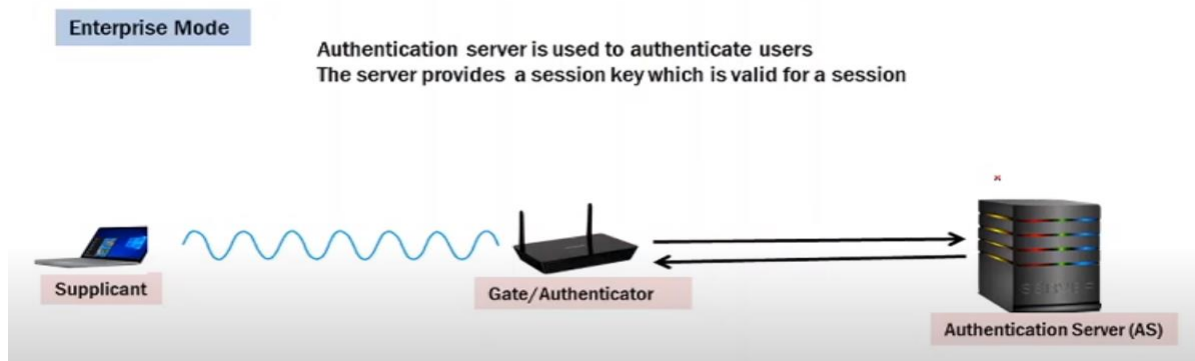 Enterprise Mode
Authentication server is used to authenticate users
The server provides a session key which is valid for a session
Supplicant
Gate/Authenticator
SERVER
Authentication Server (AS)